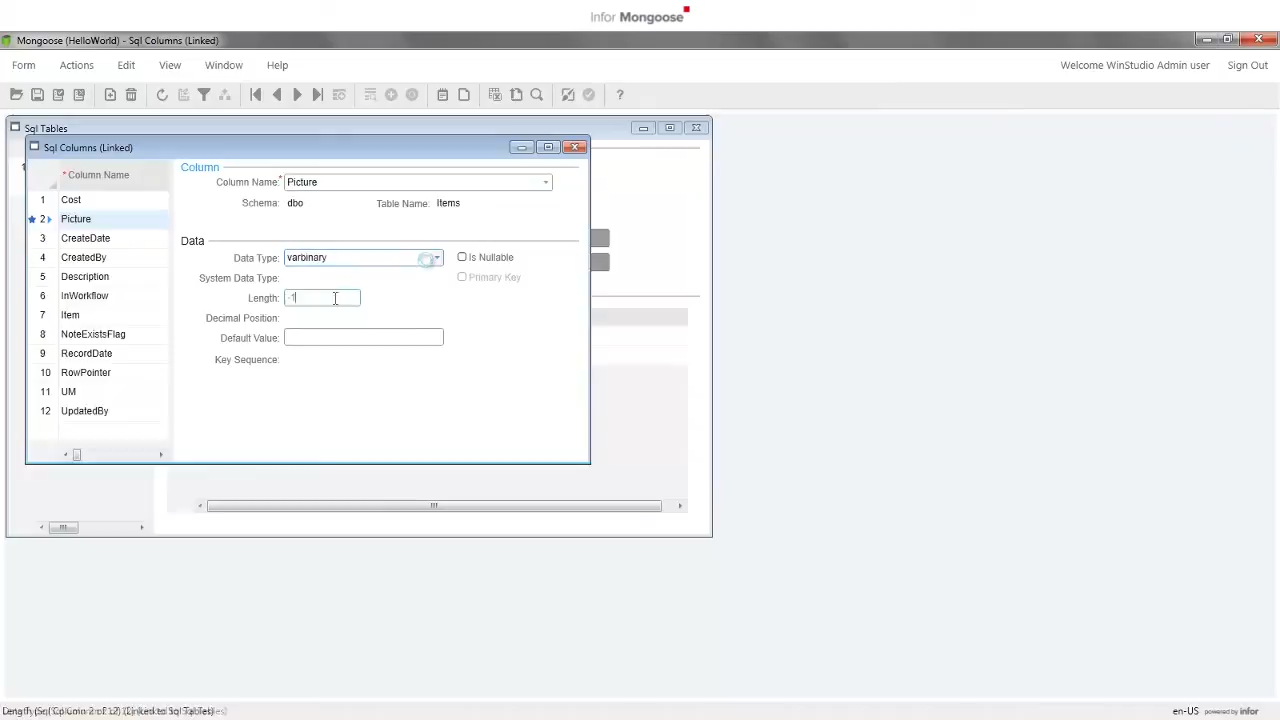 Infor Mongoose
Mongoose (HelloWorld) - Sql Columns (Linked)
Form Actions Edit View Window Help Welcome WinStudio Admin user Sign Out
Sql Tables
Sql Columns (Linked)
* Column Name
1 Cost
2 Picture
3 CreateDate
4 CreatedBy
5 Description
6 InWorkflow
7 Item
8 NoteExistsFlag
9 RecordDate
10 RowPointer
11 UM
12 UpdatedBy
Column
Column Name:* Picture
Schema: dbo Table Name: Items
Data
Data Type: varbinary Is Nullable
System Data Type: Primary Key
Length: -1
Decimal Position:
Default Value:
Key Sequence:
en-US powered by infor